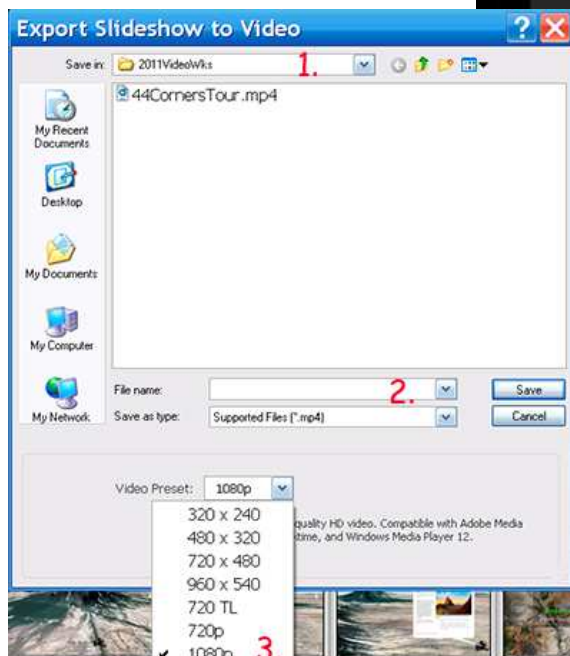 Export Slideshow to Video
Save in: 2011VideoWks 1.
44CornersTour.mp4
My Recent
Documents
Desktop
My Documents
My Computer
My Network
File name: 2. Save
Save as type: Supported Files (*.mp4) Cancel
Video Preset: 1080p
320 x 240
quality HD video. Compatible with Adobe Media
480 x 320
time, and Windows Media Player 12.
720 x 480
960 x 540
720 TL
720p
1080p 3